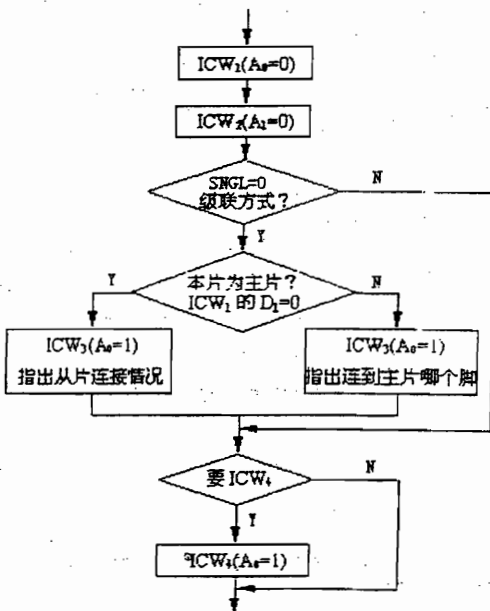 ICW₁(A₀=0)
ICW₂(A₁=0)
SNGL=0
级联方式?
N
Y
本片为主片?
ICW₁ 的 D₁=0
Y
N
ICW₃(A₀=1)
指出从片连接情况
ICW₃(A₀=1)
指出连到主片哪个脚
要 ICW₄
N
Y
ICW₄(A₀=1)